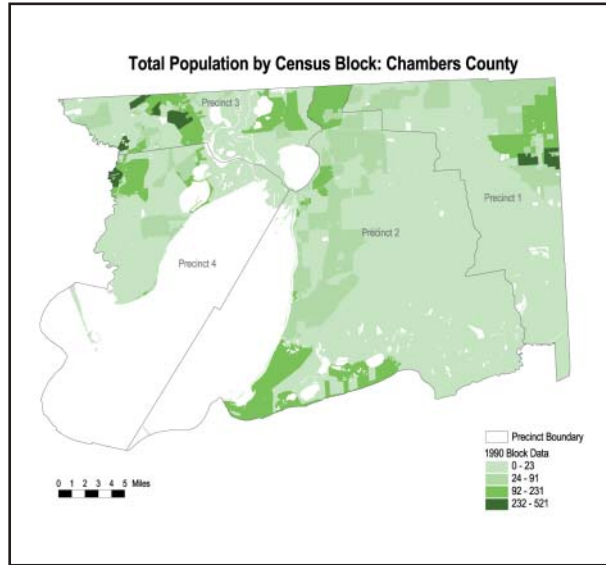 Total Population by Census Block: Chambers County
Precinct 3
Precinct 1
Precinct 2
Precinct 4
Precinct Boundary
1990 Block Data
0 - 23
24 - 91
92 - 231
232 - 521
0 1 2 3 4 5 Miles